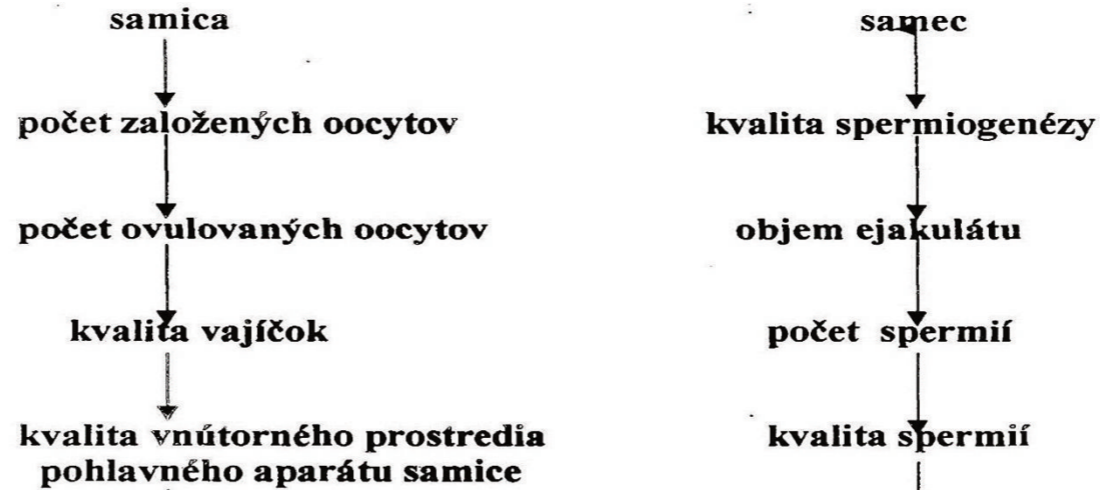 samica
počet založených oocytov
počet ovulovaných oocytov
kvalita vajíčok
kvalita vnútorného prostredia
pohlavného aparátu samice
samec
kvalita spermiogenézy
objem ejakulátu
počet spermií
kvalita spermií